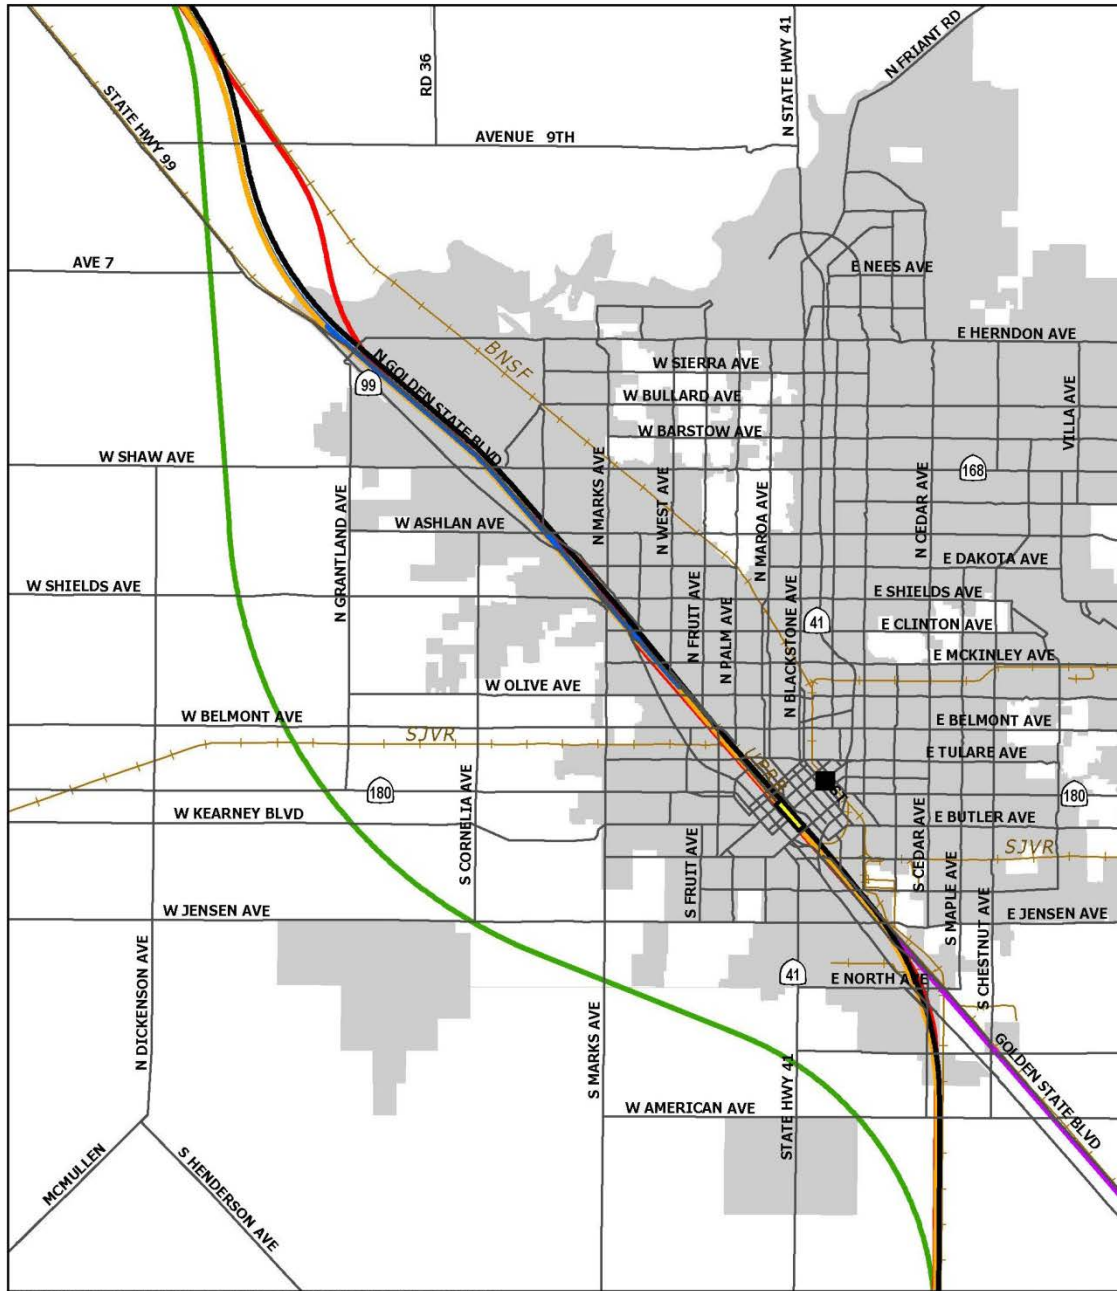 N FRIANT RD
N STATE HWY 41
RD 36
STATE HWY 99
AVENUE 9TH
AVE 7
E NEES AVE
E HERNDON AVE
BNSF
N GOLDEN STATE BLVD
99
W SIERRA AVE
W BULLARD AVE
W BARSTOW AVE
VILLA AVE
W SHAW AVE
168
N MARKS AVE
N WEST AVE
N MAROA AVE
N CEDAR AVE
N GRANTLAND AVE
W ASHLAN AVE
E DAKOTA AVE
W SHIELDS AVE
E SHIELDS AVE
N FRUIT AVE
N PALM AVE
N BLACKSTONE AVE
41
E CLINTON AVE
E MCKINLEY AVE
W OLIVE AVE
W BELMONT AVE
SJVR
E BELMONT AVE
UPRR
E TULARE AVE
180
ST
180
W KEARNEY BLVD
S CORNELIA AVE
E BUTLER AVE
SJVR
S FRUIT AVE
S CEDAR AVE
S MAPLE AVE
S CHESTNUT AVE
W JENSEN AVE
E JENSEN AVE
N DICKENSON AVE
41
E NORTH AVE
S MARKS AVE
STATE HWY 41
GOLDEN STATE BLVD
W AMERICAN AVE
MCMULLEN
S HENDERSON AVE